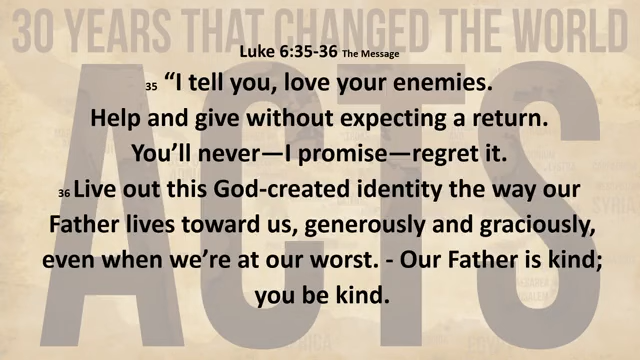 30 YEARS THAT CHANGED THE WORLD
ACTS
Luke 6:35-36 The Message
35 “I tell you, love your enemies.
Help and give without expecting a return.
You’ll never—I promise—regret it.
36 Live out this God-created identity the way our
Father lives toward us, generously and graciously,
even when we’re at our worst. - Our Father is kind;
you be kind.